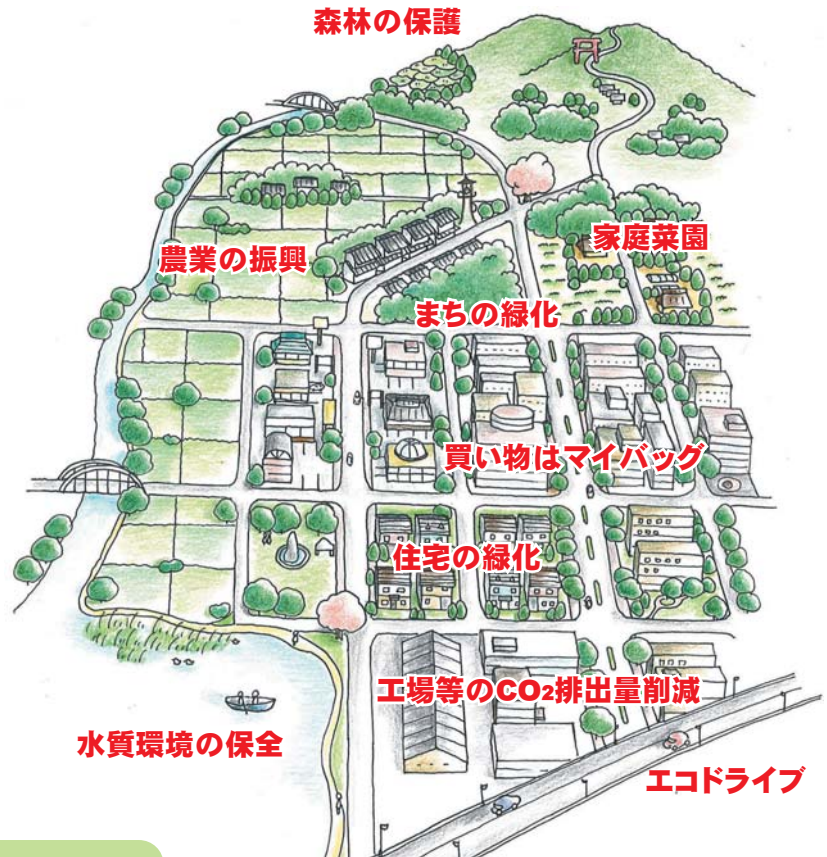 森林の保護
家庭菜園
農業の振興
まちの緑化
買い物はマイバッグ
住宅の緑化
工場等のCO₂排出量削減
水質環境の保全
エコドライブ